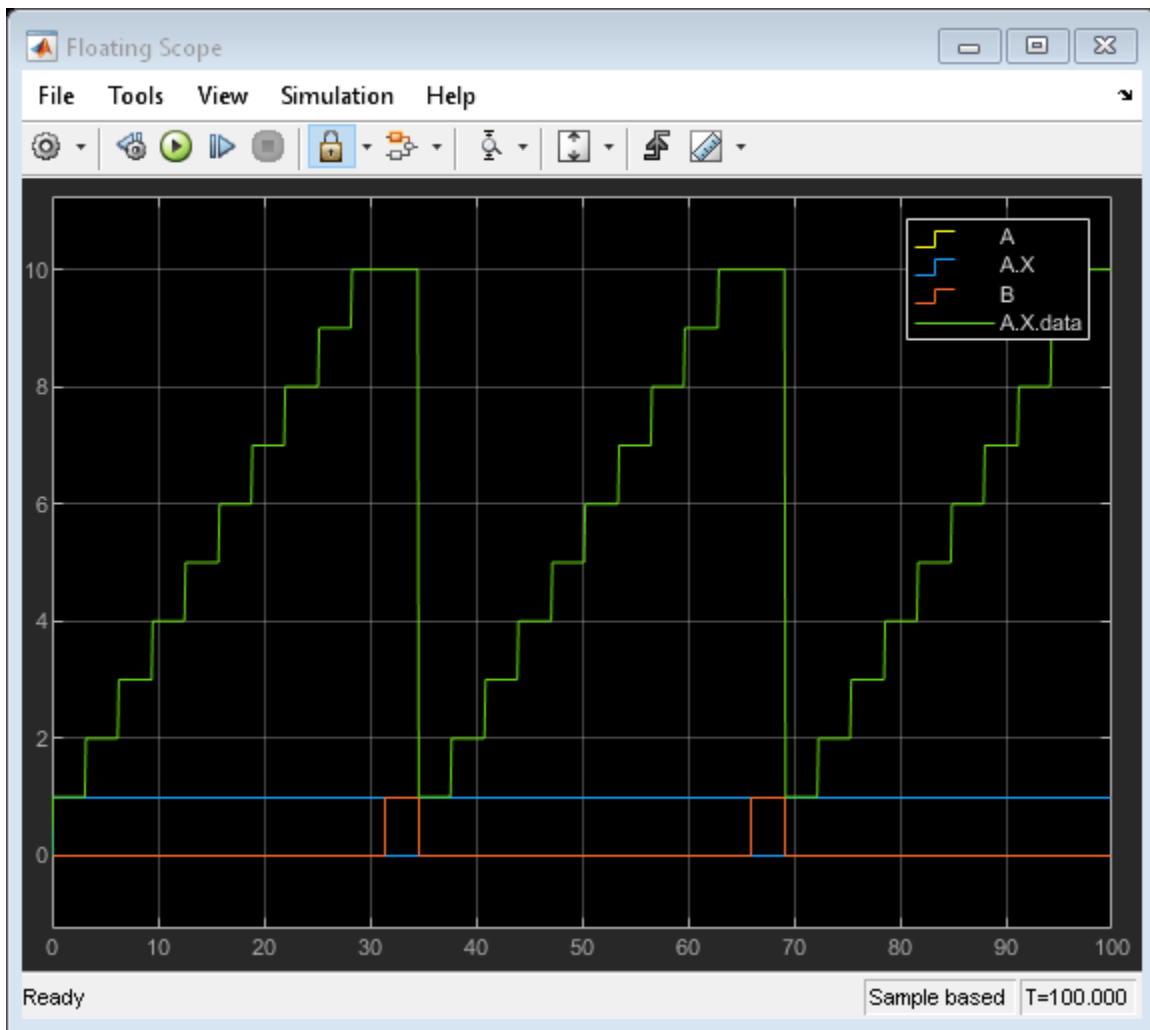 Floating Scope
File Tools View Simulation Help
A
A.X
B
A.X.data
10
8
6
4
2
0
0 10 20 30 40 50 60 70 80 90 100
Ready Sample based T=100.000